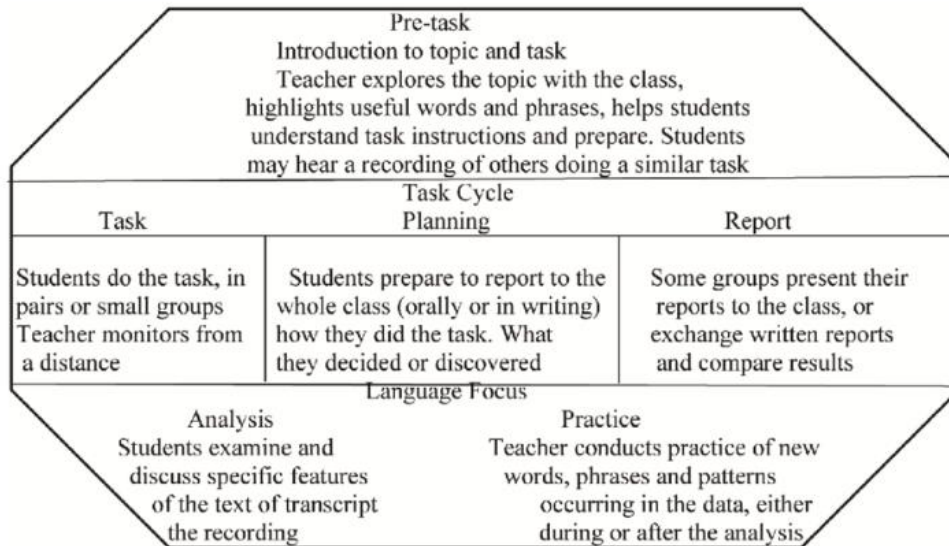 Pre-task
Introduction to topic and task
Teacher explores the topic with the class,
highlights useful words and phrases, helps students
understand task instructions and prepare. Students
may hear a recording of others doing a similar task
Task Cycle
Task
Planning
Report
Students do the task, in
pairs or small groups
Teacher monitors from
a distance
Students prepare to report to the
whole class (orally or in writing)
how they did the task. What
they decided or discovered
Some groups present their
reports to the class, or
exchange written reports
and compare results
Language Focus
Analysis
Students examine and
discuss specific features
of the text of transcript
the recording
Practice
Teacher conducts practice of new
words, phrases and patterns
occurring in the data, either
during or after the analysis